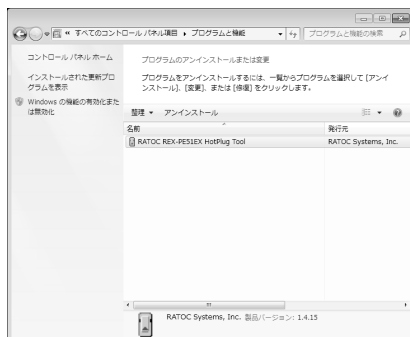 « すべてのコントロール パネル項目 ▸ プログラムと機能
プログラムと機能の検索
コントロール パネル ホーム
インストールされた更新プロ
グラムを表示
Windows の機能の有効化また
は無効化
プログラムのアンインストールまたは変更
プログラムをアンインストールするには、一覧からプログラムを選択して [アンイ
ンストール]、[変更]、または [修復] をクリックします。
整理 ▼ アンインストール
名前
発行元
RATOC REX-PE51EX HotPlug Tool
RATOC Systems, Inc.
RATOC Systems, Inc. 製品バージョン: 1.4.15